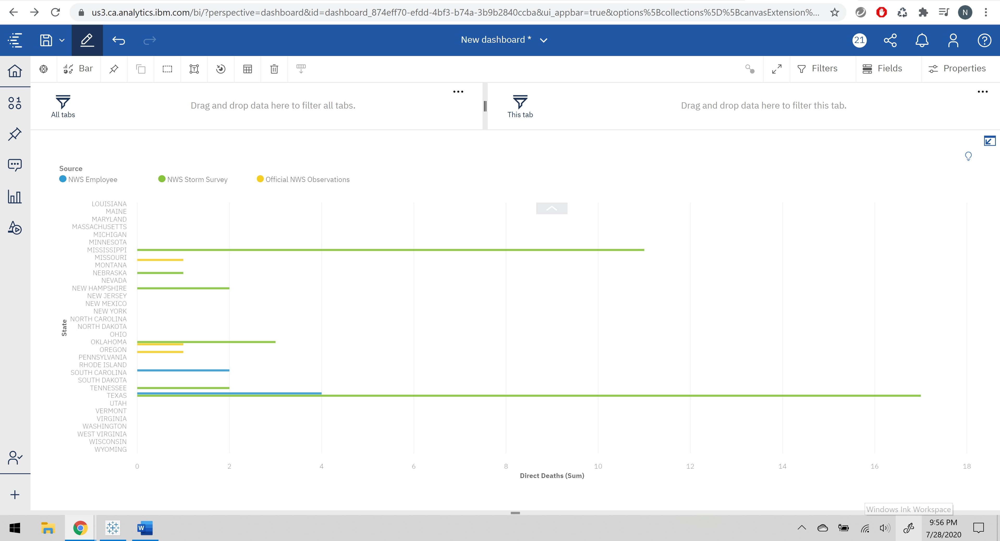 us3.ca.analytics.ibm.com/bi/?perspective=dashboard&id=dashboard_874eff70-efdd-4bf3-b74a-3b9b2840ccba&ui_appbar=true&options%5Bcollections%5D%5BcanvasExtension%...
N
New dashboard *
21
Bar
Filters
Fields
Properties
All tabs
Drag and drop data here to filter all tabs.
This tab
Drag and drop data here to filter this tab.
Source
NWS Employee
NWS Storm Survey
Official NWS Observations
State
LOUISIANA
MAINE
MARYLAND
MASSACHUSETTS
MICHIGAN
MINNESOTA
MISSISSIPPI
MISSOURI
MONTANA
NEBRASKA
NEVADA
NEW HAMPSHIRE
NEW JERSEY
NEW MEXICO
NEW YORK
NORTH CAROLINA
NORTH DAKOTA
OHIO
OKLAHOMA
OREGON
PENNSYLVANIA
RHODE ISLAND
SOUTH CAROLINA
SOUTH DAKOTA
TENNESSEE
TEXAS
UTAH
VERMONT
VIRGINIA
WASHINGTON
WEST VIRGINIA
WISCONSIN
WYOMING
0 2 4 6 8 10 12 14 16 18
Direct Deaths (Sum)
Windows Ink Workspace
W
9:56 PM
7/28/2020